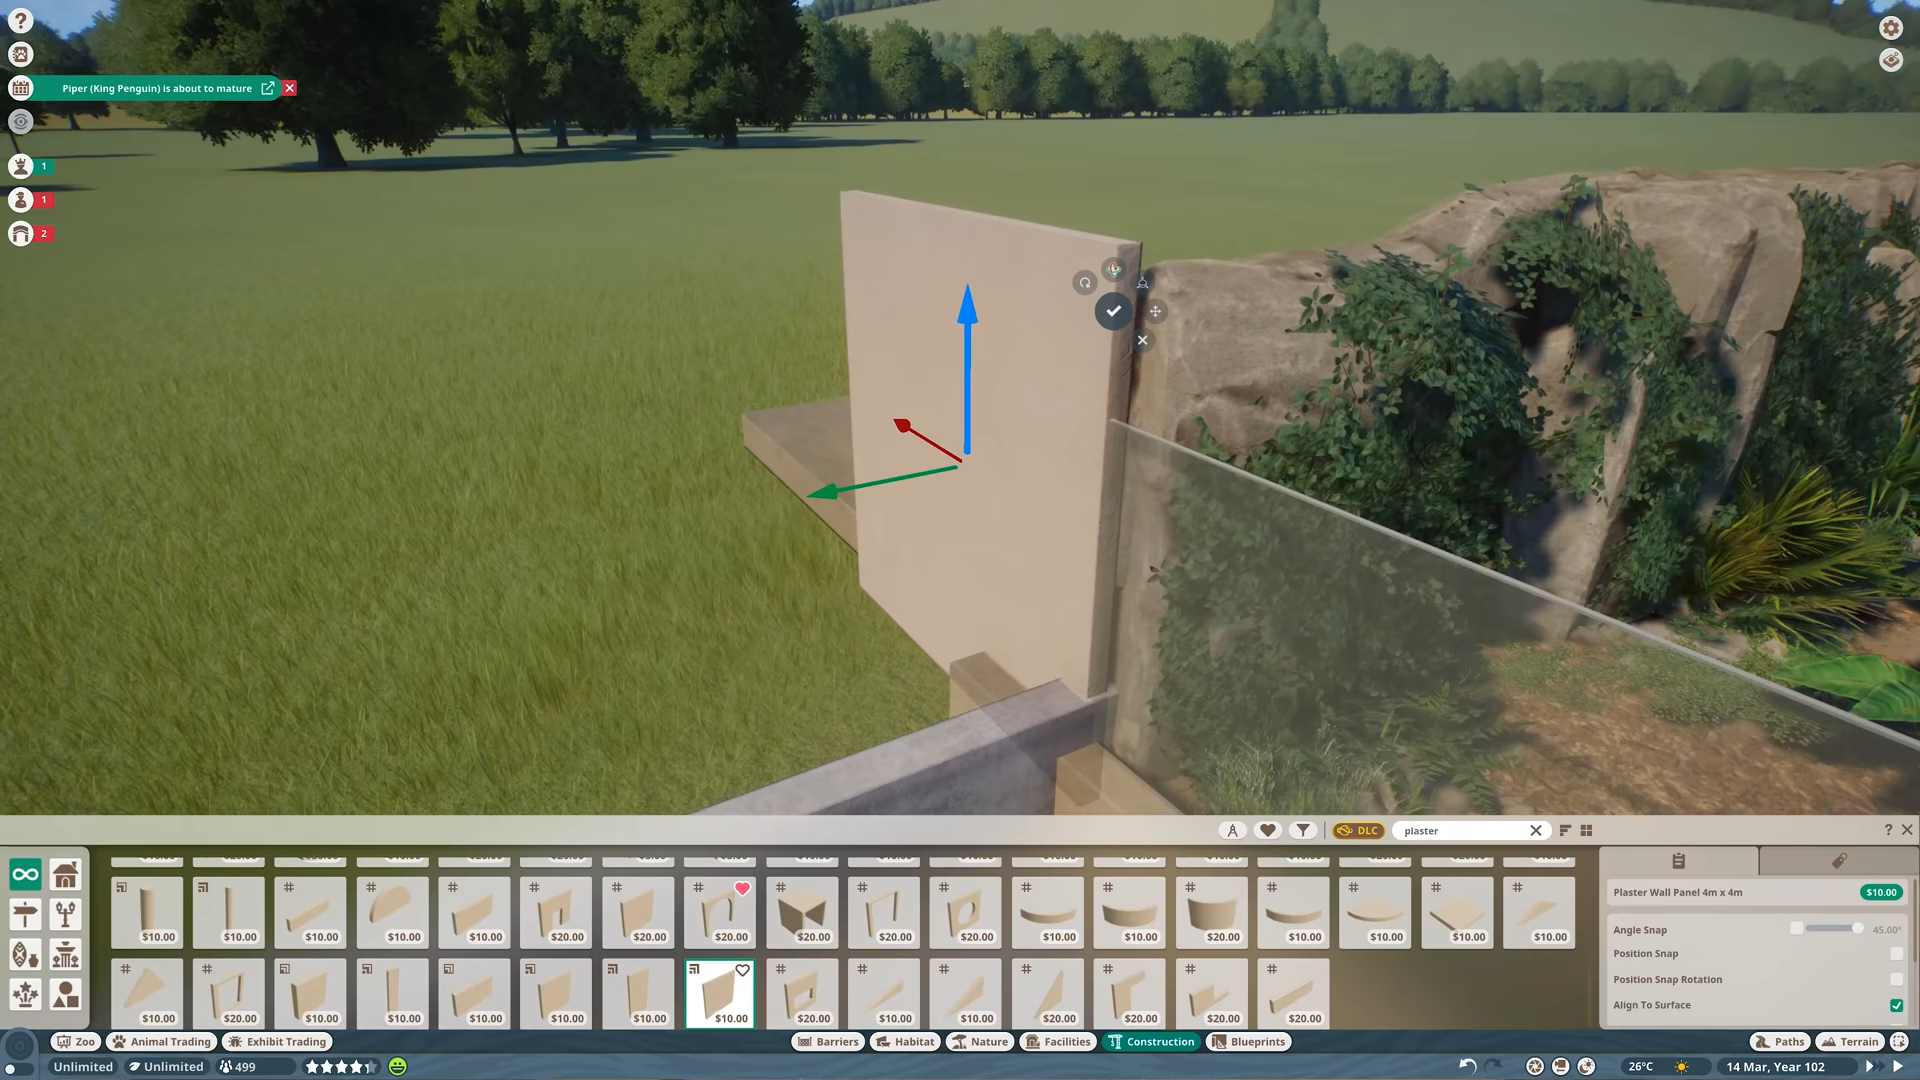 Piper (King Penguin) is about to mature
1
1
2
DLC
plaster
$10.00 $10.00 $10.00 $10.00 $10.00 $20.00 $20.00 $20.00 $20.00 $20.00 $20.00 $10.00 $10.00 $20.00 $10.00 $10.00 $10.00 $10.00
$10.00 $20.00 $10.00 $10.00 $10.00 $10.00 $10.00 $10.00 $20.00 $10.00 $10.00 $20.00 $20.00 $20.00 $20.00
Plaster Wall Panel 4m x 4m $10.00
Angle Snap 45.00°
Position Snap
Position Snap Rotation
Align To Surface
Zoo Animal Trading Exhibit Trading Barriers Habitat Nature Facilities Construction Blueprints Paths Terrain
Unlimited Unlimited 499 26°C 14 Mar, Year 102